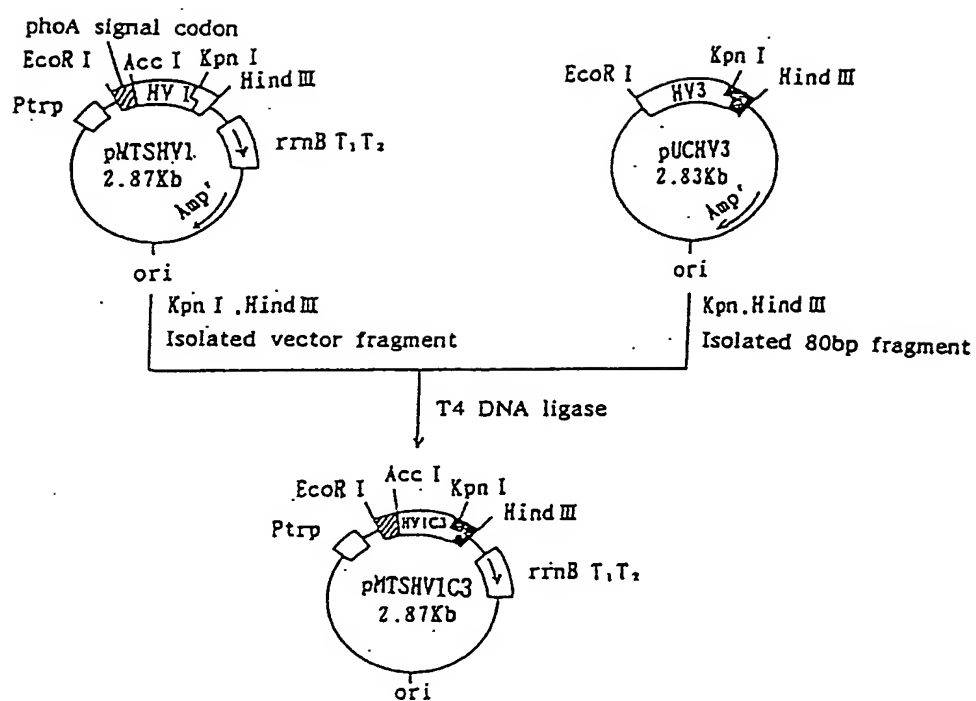 phoA signal codon
EcoR I Acc I Kpn I
Hind III
Ptrp
HV 1
rrnB T₁T₂
pMTSHV1
2.87Kb
Ampʳ
ori
Kpn I .Hind III
Isolated vector fragment
EcoR I
Kpn I
Hind III
HV3
pUCHV3
2.83Kb
Ampʳ
ori
Kpn.Hind III
Isolated 80bp fragment
T4 DNA ligase
EcoR I
Acc I
Kpn I
Hind III
Ptrp
HV1C3
rrnB T₁T₂
pMTSHV1C3
2.87Kb
ori